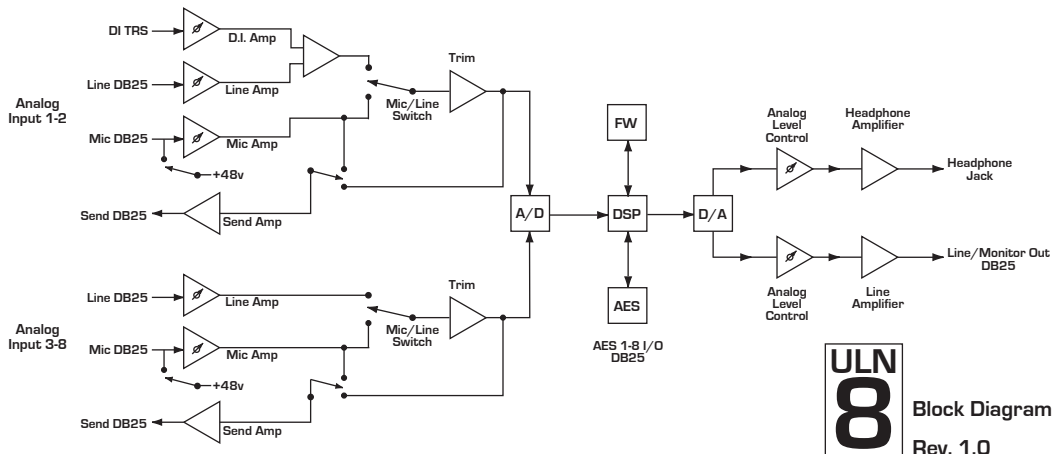 DI TRS
D.I. Amp
Line DB25
Line Amp
Analog
Input 1-2
Mic DB25
Mic Amp
+48v
Send DB25
Send Amp
Mic/Line
Switch
Trim
Line DB25
Line Amp
Analog
Input 3-8
Mic DB25
Mic Amp
+48v
Send DB25
Send Amp
Mic/Line
Switch
Trim
A/D
FW
DSP
AES
AES 1-8 I/O
DB25
D/A
Analog
Level
Control
Headphone
Amplifier
Headphone
Jack
Line/Monitor Out
DB25
Analog
Level
Control
Line
Amplifier
ULN
8
Block Diagram
Rev. 1.0